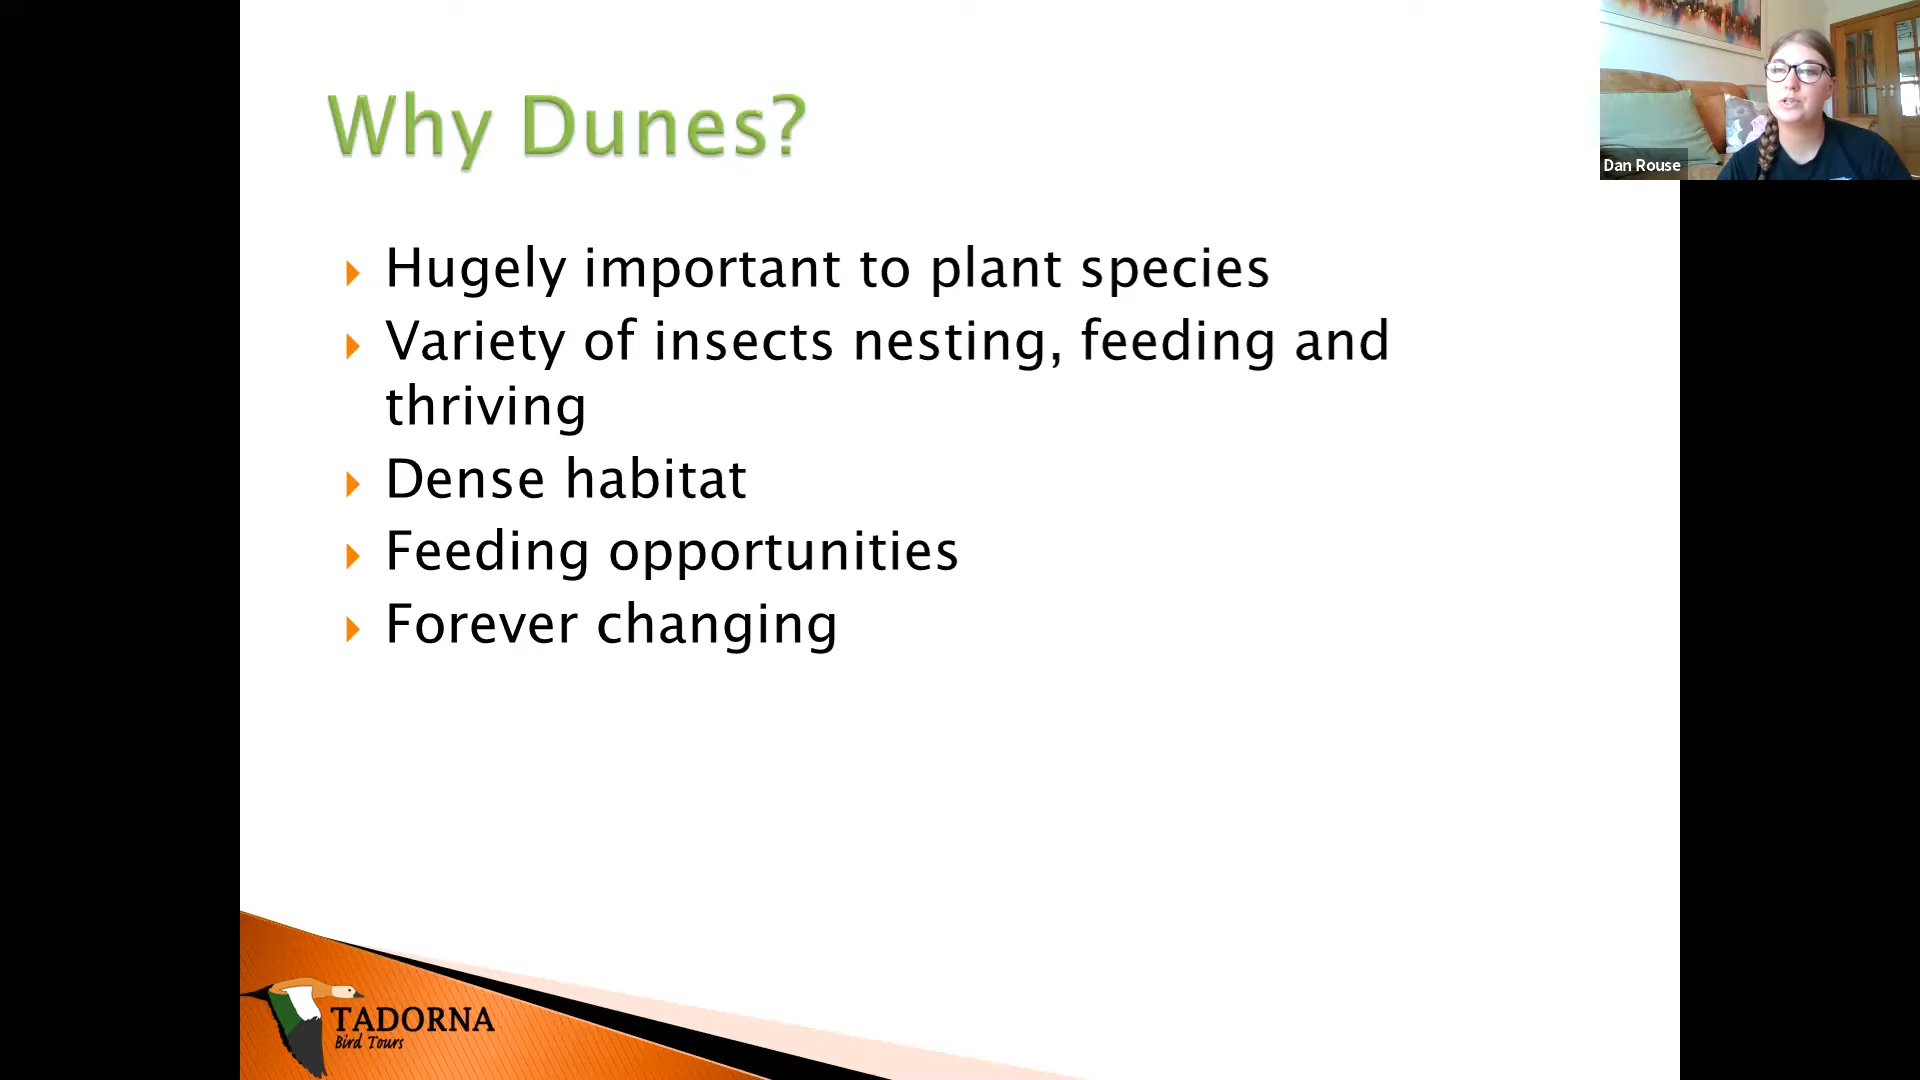 Why Dunes?
Dan Rouse
Hugely important to plant species
Variety of insects nesting, feeding and
thriving
Dense habitat
Feeding opportunities
Forever changing
TADORNA
Bird Tours